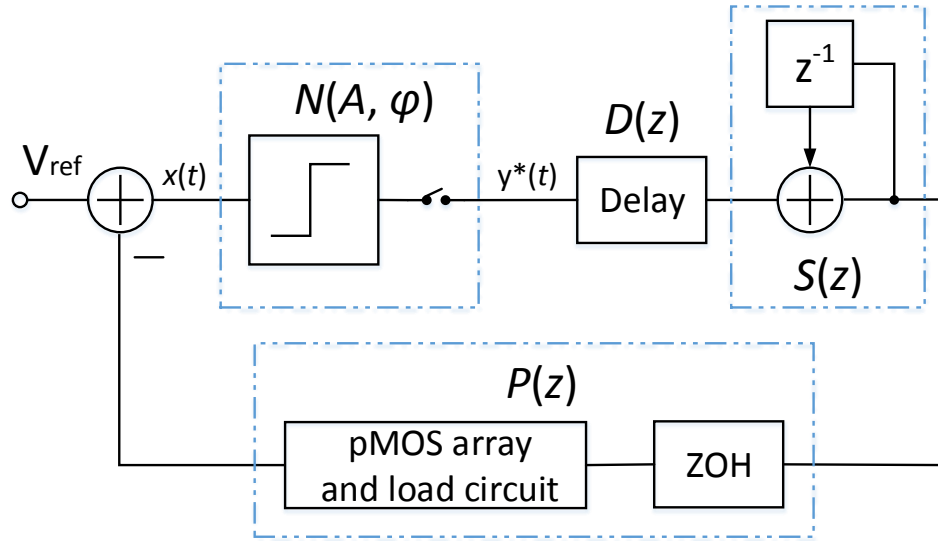 z⁻¹
N(A, φ)
D(z)
V_ref
x(t)
y*(t)
Delay
S(z)
P(z)
pMOS array
and load circuit
ZOH